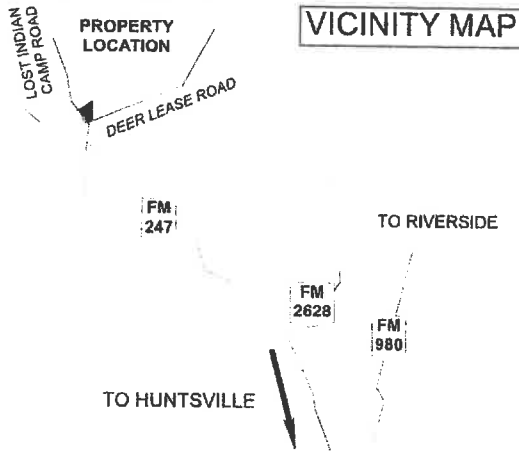 VICINITY MAP
PROPERTY
LOCATION
LOST INDIAN
CAMP ROAD
DEER LEASE ROAD
FM
247
TO RIVERSIDE
FM
2628
FM
980
TO HUNTSVILLE